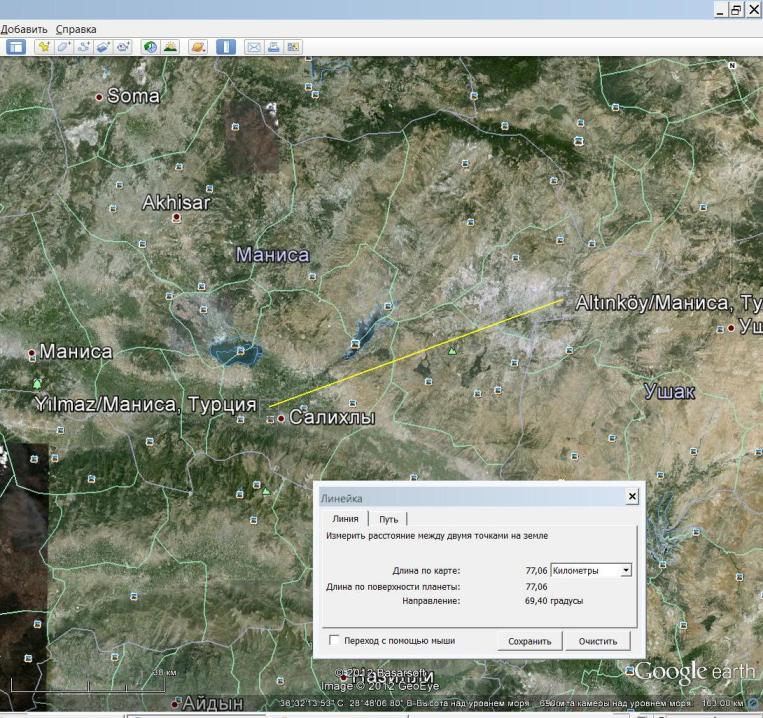 Добавить Справка
N
Soma
Akhisar
Маниса
Altınköy/Маниса, Ту
Уш
Маниса
Ушак
Yılmaz/Маниса, Турция
Салихлы
Линейка
Линия Путь
Измерить расстояние между двумя точками на земле
Длина по карте: 77,06 Километры
Длина по поверхности планеты: 77,06
Направление: 69,40 градусы
Переход с помощью мыши Сохранить Очистить
38 км
© 2012 Basarsoft
Image © 2012 GeoEye
Google earth
Айдын
38°32'13.53" С 28°48'06.80" В Высота над уровнем моря камеры над уровнем моря: 163.00 км